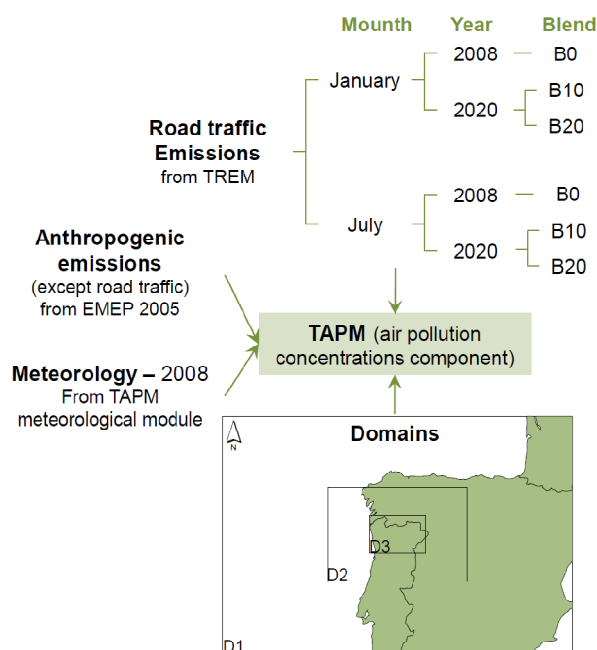 Mounth Year Blend
2008 B0
January
2020 B10
B20
Road traffic
Emissions
from TREM
2008 B0
July
2020 B10
B20
Anthropogenic
emissions
(except road traffic)
from EMEP 2005
TAPM (air pollution
concentrations component)
Meteorology – 2008
From TAPM
meteorological module
Domains
N
D3
D2
D1